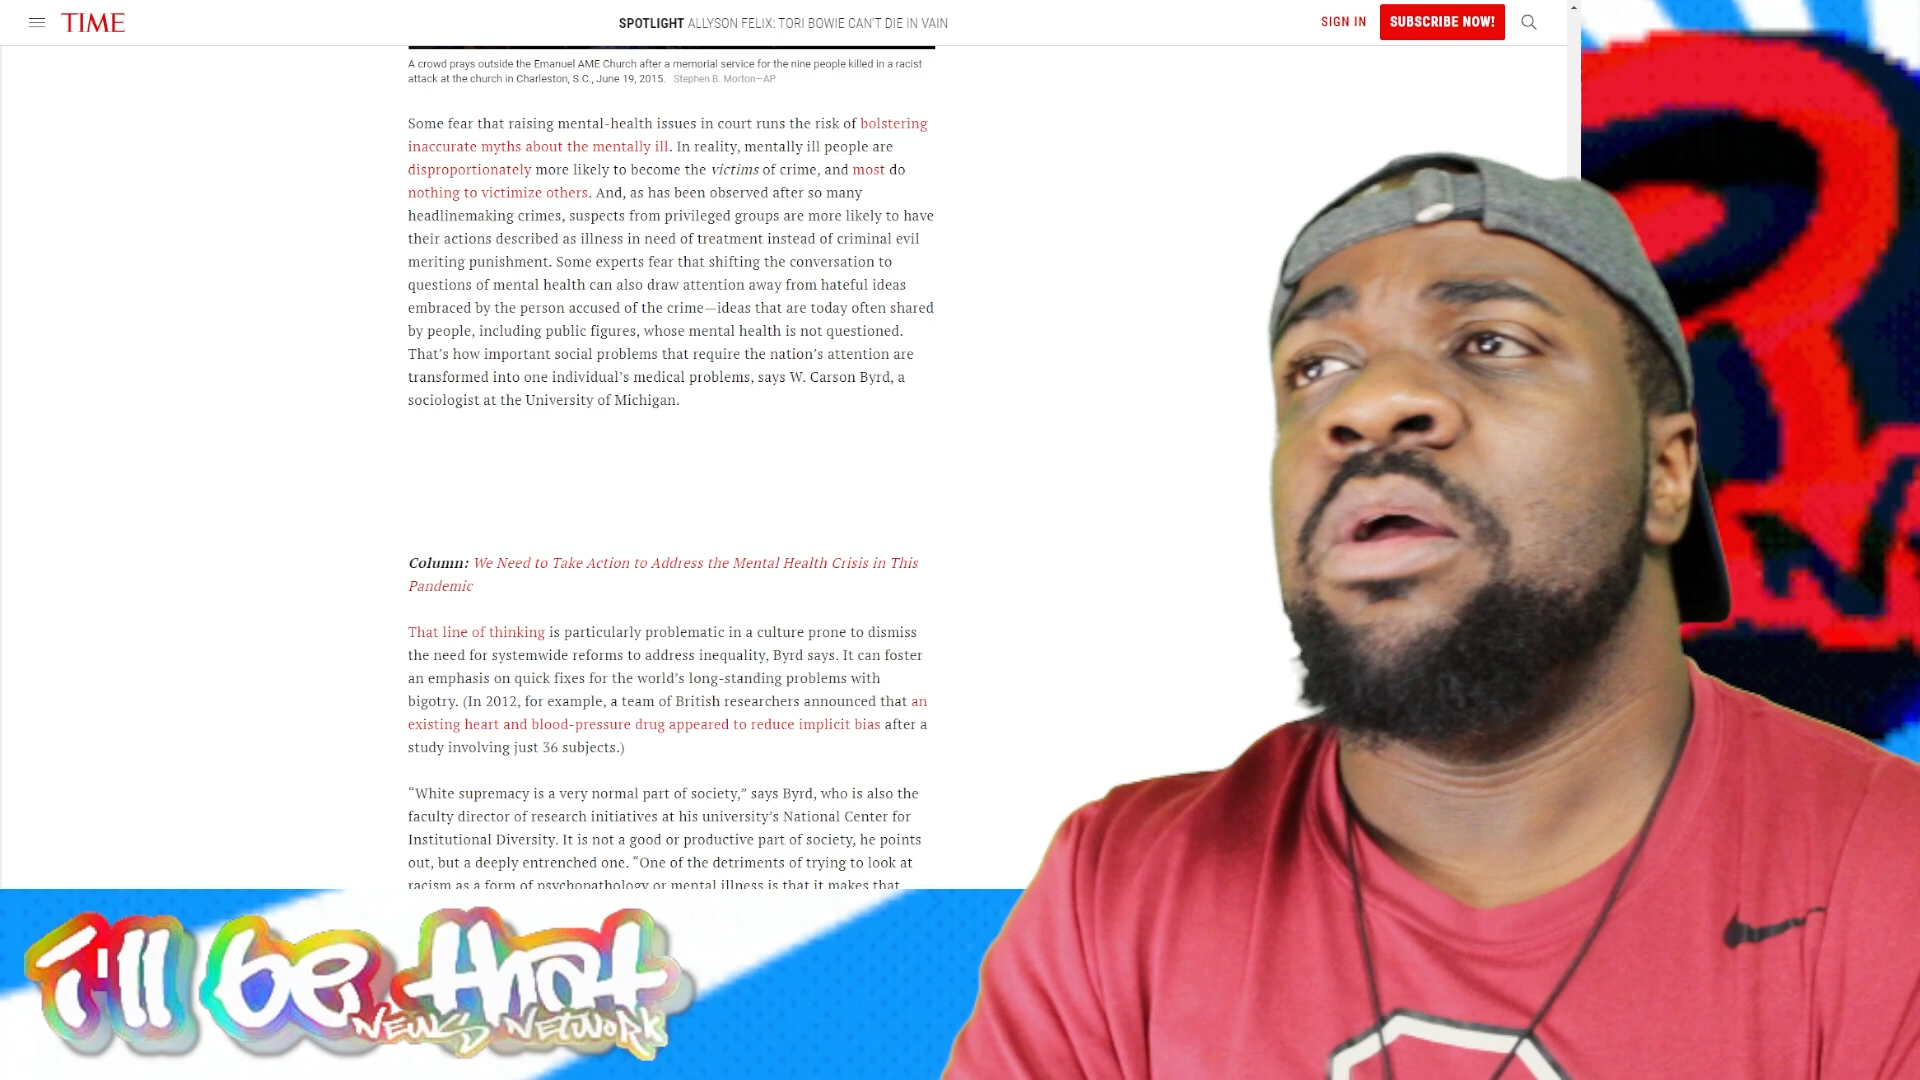 TIME
SPOTLIGHT ALLYSON FELIX: TORI BOWIE CAN'T DIE IN VAIN
SIGN IN
SUBSCRIBE NOW!
A crowd prays outside the Emanuel AME Church after a memorial service for the nine people killed in a racist
attack at the church in Charleston, S.C., June 19, 2015. Stephen B. Morton—AP
Some fear that raising mental-health issues in court runs the risk of bolstering
inaccurate myths about the mentally ill. In reality, mentally ill people are
disproportionately more likely to become the victims of crime, and most do
nothing to victimize others. And, as has been observed after so many
headlinemaking crimes, suspects from privileged groups are more likely to have
their actions described as illness in need of treatment instead of criminal evil
meriting punishment. Some experts fear that shifting the conversation to
questions of mental health can also draw attention away from hateful ideas
embraced by the person accused of the crime—ideas that are today often shared
by people, including public figures, whose mental health is not questioned.
That's how important social problems that require the nation's attention are
transformed into one individual's medical problems, says W. Carson Byrd, a
sociologist at the University of Michigan.
Column: We Need to Take Action to Address the Mental Health Crisis in This
Pandemic
That line of thinking is particularly problematic in a culture prone to dismiss
the need for systemwide reforms to address inequality, Byrd says. It can foster
an emphasis on quick fixes for the world's long-standing problems with
bigotry. (In 2012, for example, a team of British researchers announced that an
existing heart and blood-pressure drug appeared to reduce implicit bias after a
study involving just 36 subjects.)
“White supremacy is a very normal part of society,” says Byrd, who is also the
faculty director of research initiatives at his university's National Center for
Institutional Diversity. It is not a good or productive part of society, he points
out, but a deeply entrenched one. “One of the detriments of trying to look at
racism as a form of psychopathology or mental illness is that it makes that
i'll be that
NEWS NETWORK